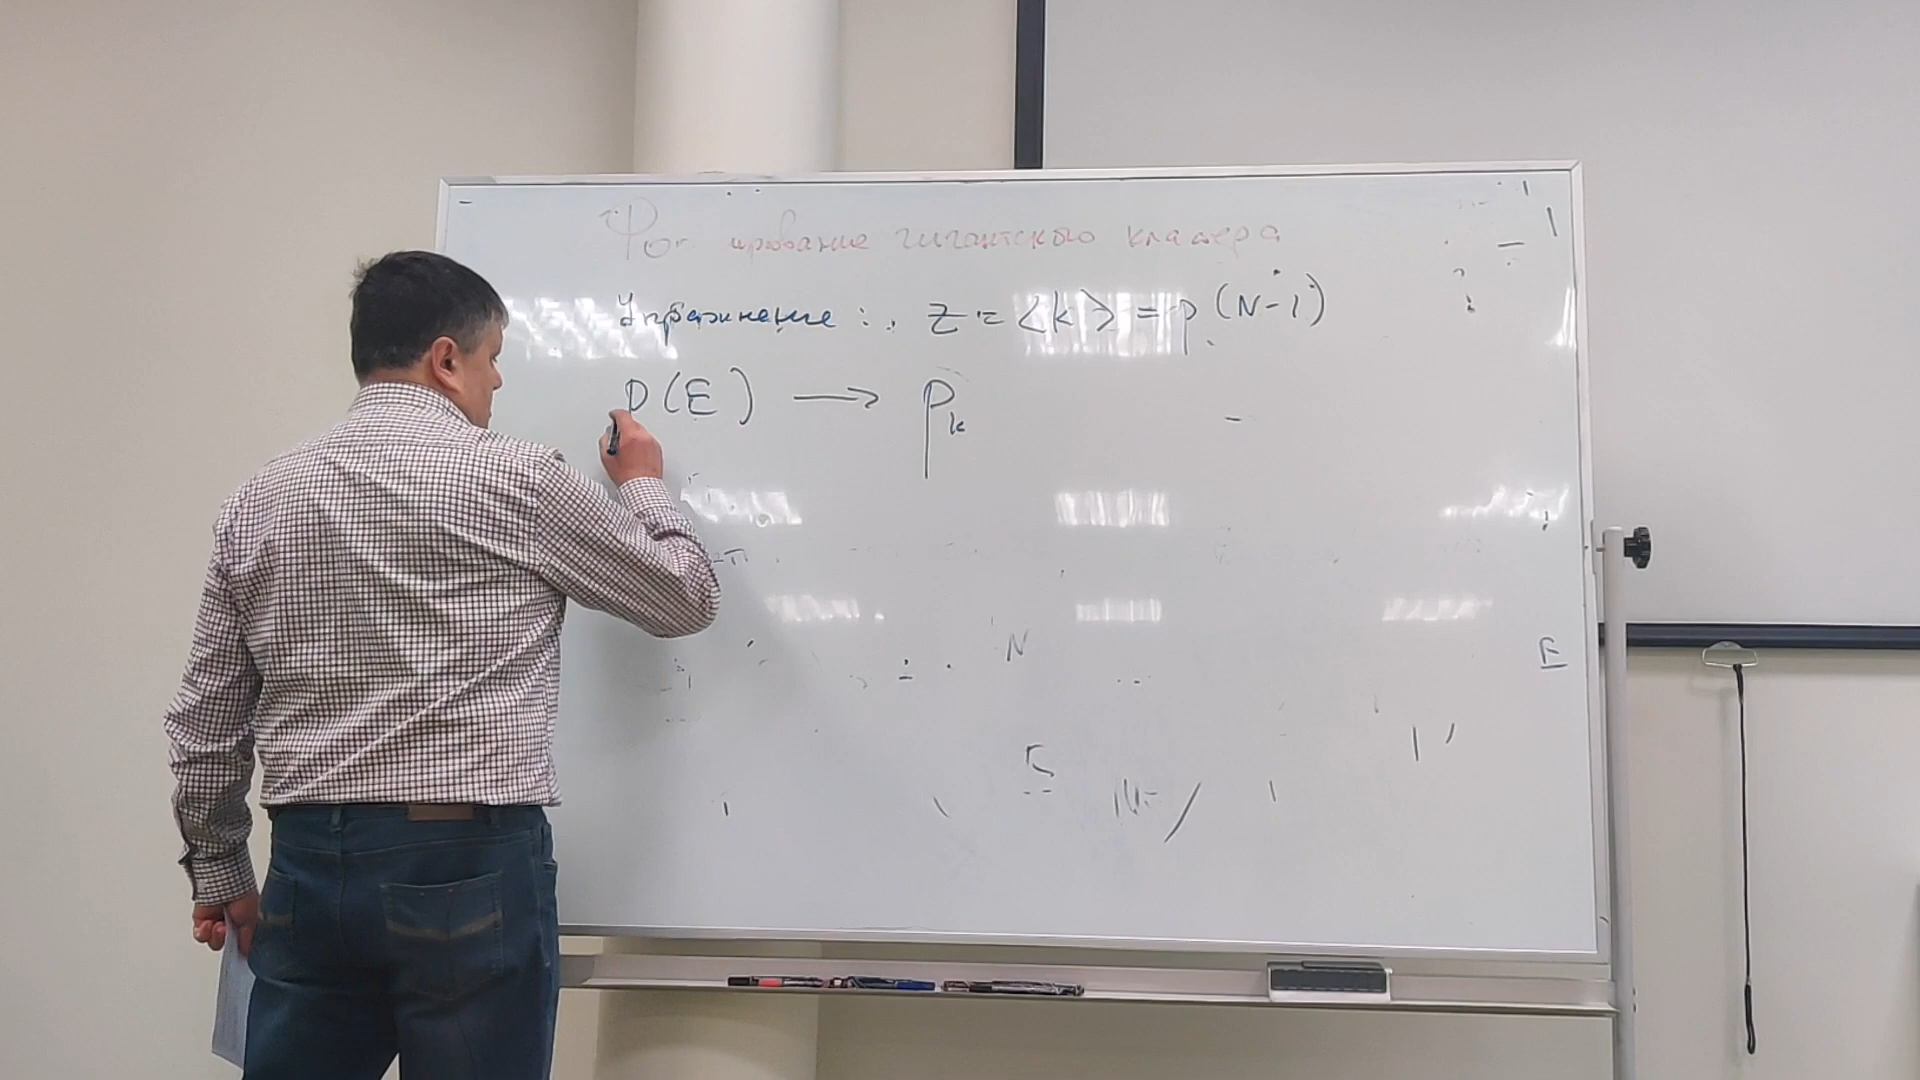 Формирование гигантского кластера
Упражнение: z = <k> = p(N-1)
P(E) → P_k
N
E